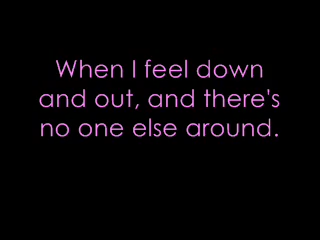 When I feel down
and out, and there's
no one else around.